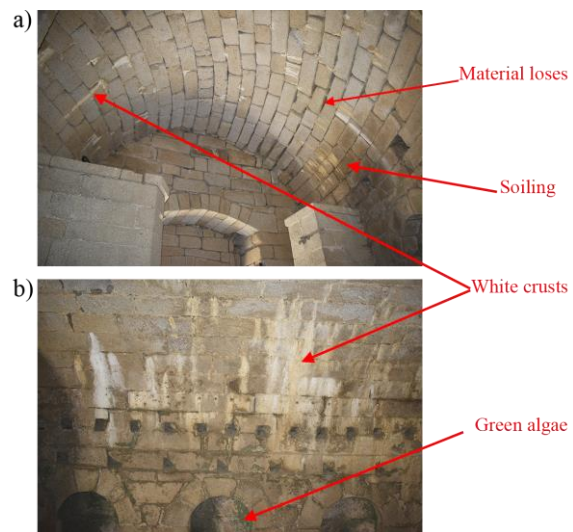 a)
Material loses
Soiling
White crusts
b)
Green algae